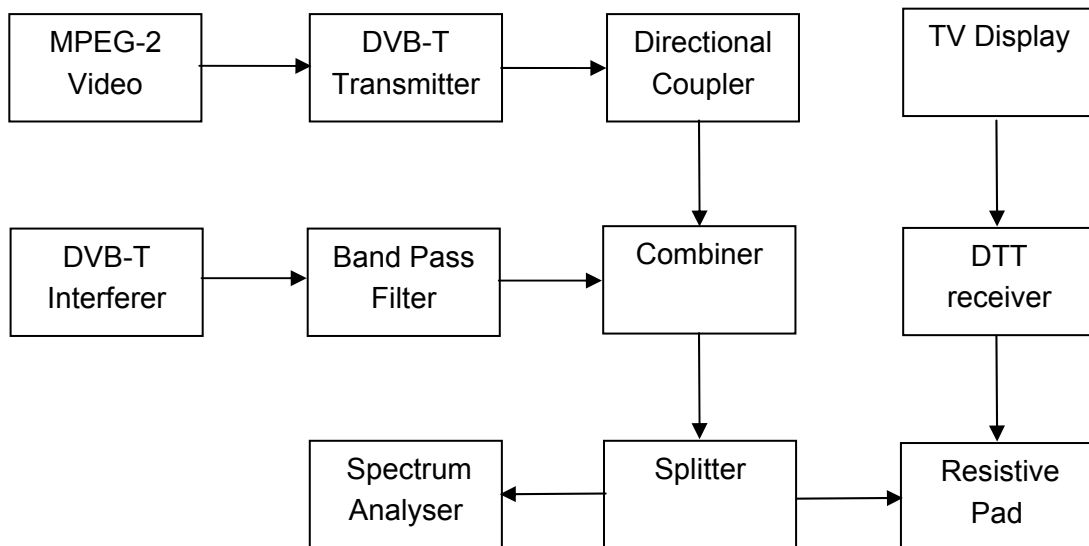 MPEG-2
Video
DVB-T
Transmitter
Directional
Coupler
TV Display
DVB-T
Interferer
Band Pass
Filter
Combiner
DTT
receiver
Spectrum
Analyser
Splitter
Resistive
Pad